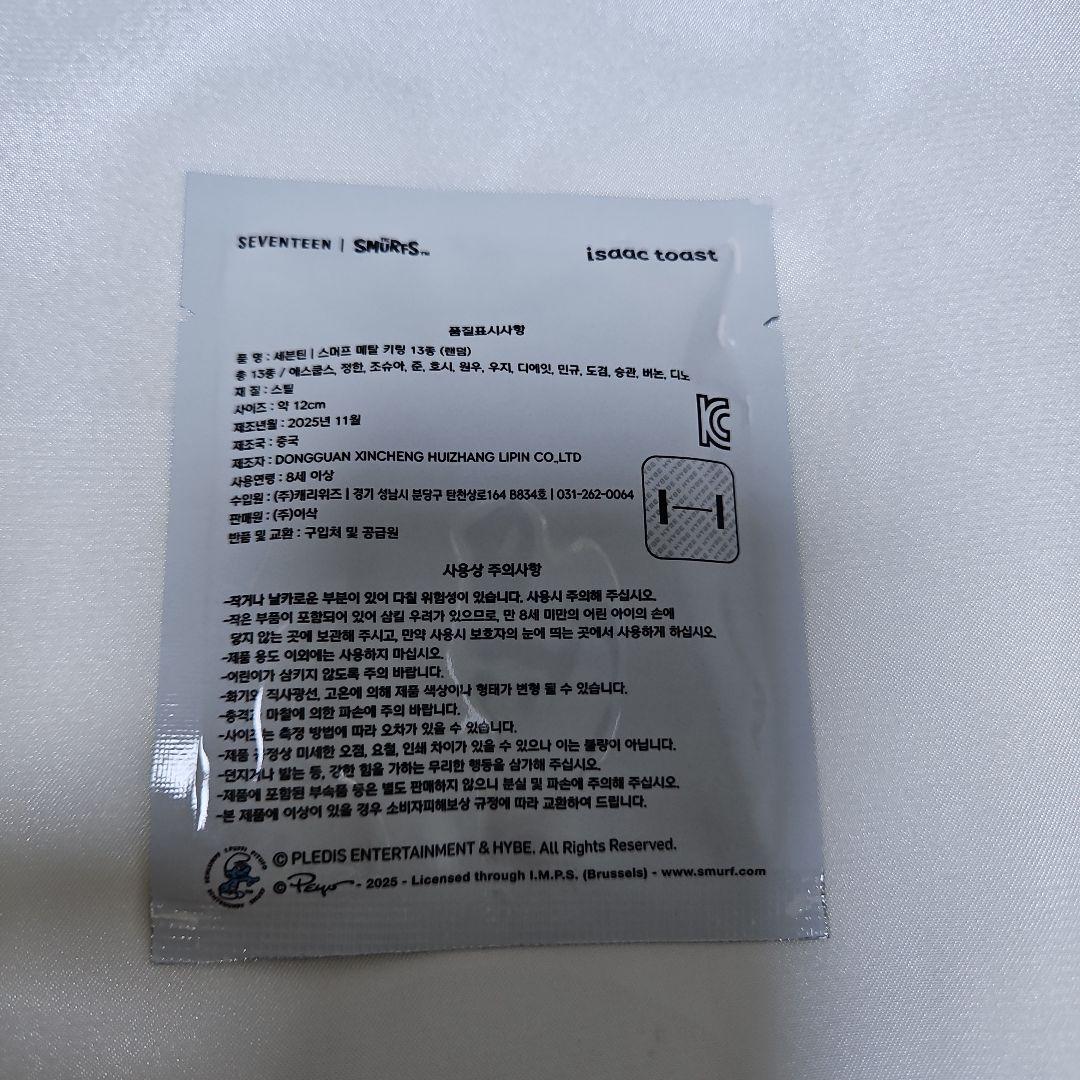 SEVENTEEN | THE SMURFS™
isaac toast
품질표시사항
품 명 : 세븐틴 | 스머프 메탈 키링 13종 (랜덤)
총 13종 / 에스쿱스, 정한, 조슈아, 준, 호시, 원우, 우지, 디에잇, 민규, 도겸, 승관, 버논, 디노
재 질 : 스틸
사이즈 : 약 12cm
제조년월 : 2025년 11월
제조국 : 중국
제조자 : DONGGUAN XINCHENG HUIZHANG LIPIN CO.,LTD
사용연령 : 8세 이상
수입원 : (주)캐리위즈 | 경기 성남시 분당구 탄천상로164 B834호 | 031-262-0064
판매원 : (주)이삭
반품 및 교환 : 구입처 및 공급원
사용상 주의사항
-작거나 날카로운 부분이 있어 다칠 위험성이 있습니다. 사용시 주의해 주십시오.
-작은 부품이 포함되어 있어 삼킬 우려가 있으므로, 만 8세 미만의 어린 아이의 손에
닿지 않는 곳에 보관해 주시고, 만약 사용시 보호자의 눈에 띄는 곳에서 사용하게 하십시오.
-제품 용도 이외에는 사용하지 마십시오.
-어린이가 삼키지 않도록 주의 바랍니다.
-화기와 직사광선, 고온에 의해 제품 색상이나 형태가 변형 될 수 있습니다.
-충격과 마찰에 의한 파손에 주의 바랍니다.
-사이즈는 측정 방법에 따라 오차가 있을 수 있습니다.
-제품 공정상 미세한 오점, 요철, 인쇄 차이가 있을 수 있으나 이는 불량이 아닙니다.
-던지거나 밟는 등, 강한 힘을 가하는 무리한 행동을 삼가해 주십시오.
-제품에 포함된 부속품 등은 별도 판매하지 않으니 분실 및 파손에 주의해 주십시오.
-본 제품에 이상이 있을 경우 소비자피해보상 규정에 따라 교환하여 드립니다.
© PLEDIS ENTERTAINMENT & HYBE. All Rights Reserved.
© Peyo - 2025 - Licensed through I.M.P.S. (Brussels) - www.smurf.com